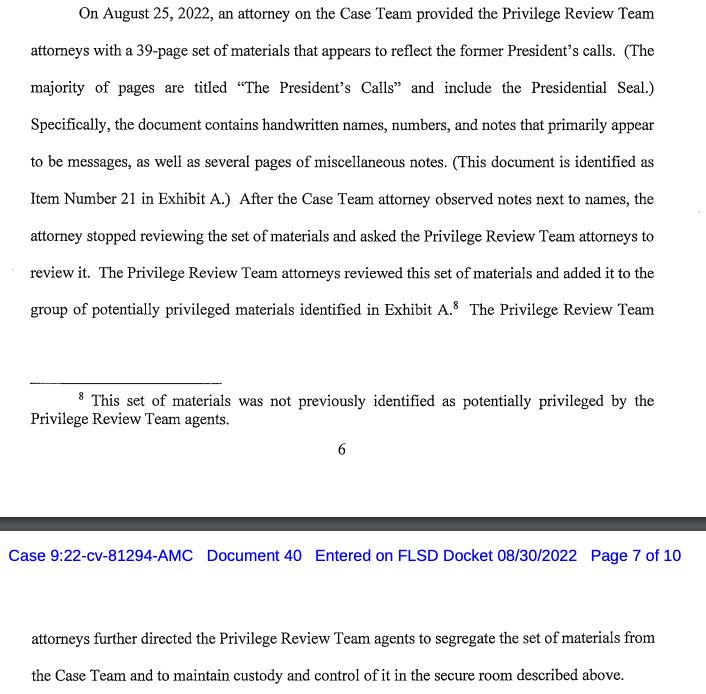 On August 25, 2022, an attorney on the Case Team provided the Privilege Review Team
attorneys with a 39-page set of materials that appears to reflect the former President's calls. (The
majority of pages are titled "The President's Calls" and include the Presidential Seal.)
Specifically, the document contains handwritten names, numbers, and notes that primarily appear
to be messages, as well as several pages of miscellaneous notes. (This document is identified as
Item Number 21 in Exhibit A.) After the Case Team attorney observed notes next to names, the
attorney stopped reviewing the set of materials and asked the Privilege Review Team attorneys to
review it. The Privilege Review Team attorneys reviewed this set of materials and added it to the
group of potentially privileged materials identified in Exhibit A.8 The Privilege Review Team
8 This set of materials was not previously identified as potentially privileged by the
Privilege Review Team agents.
6
Case 9:22-cv-81294-AMC Document 40 Entered on FLSD Docket 08/30/2022 Page 7 of 10
attorneys further directed the Privilege Review Team agents to segregate the set of materials from
the Case Team and to maintain custody and control of it in the secure room described above.